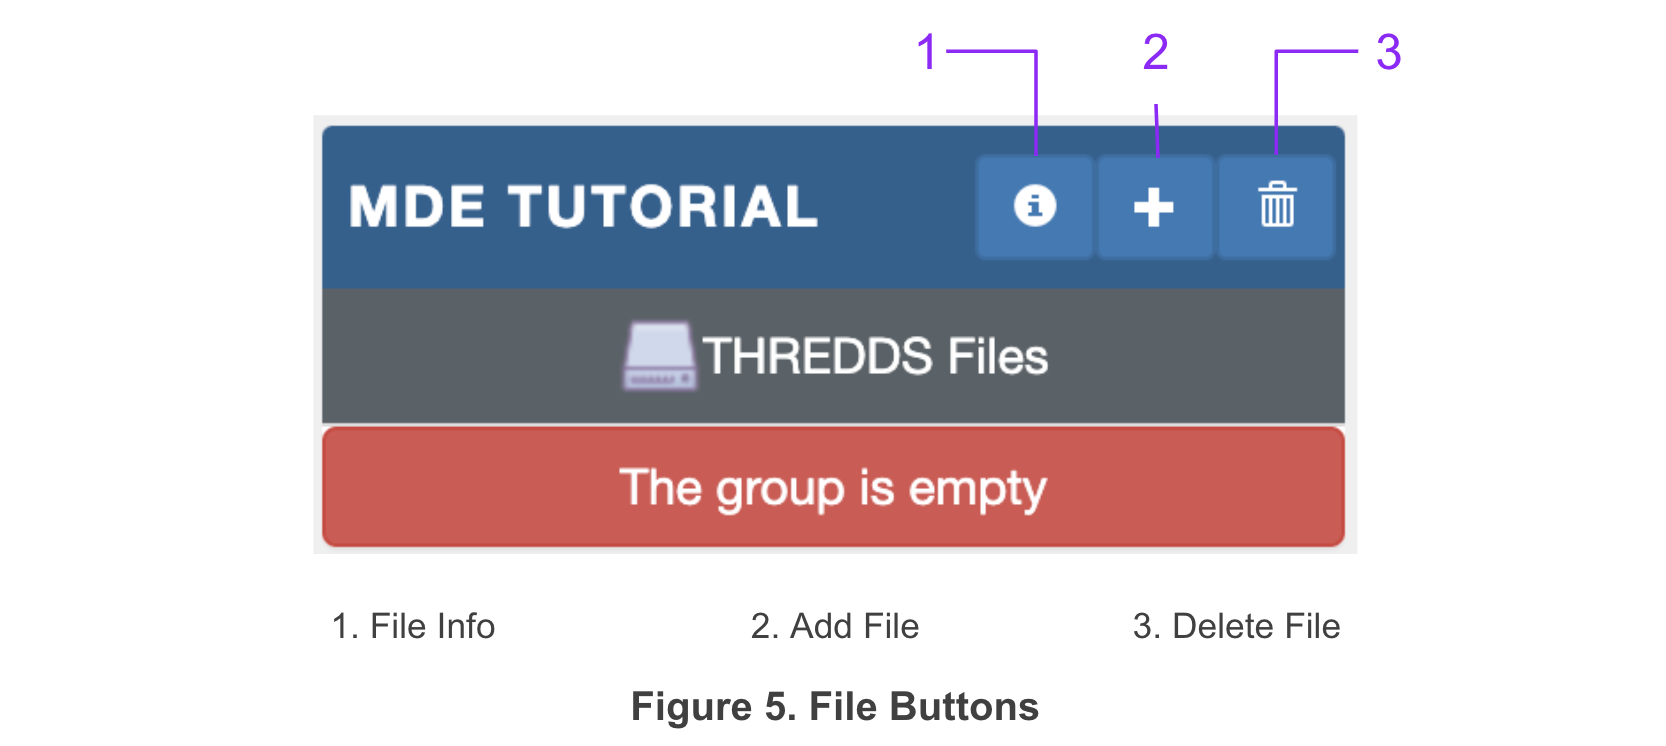 1 2 3
MDE TUTORIAL
THREDDS Files
The group is empty
1. File Info 2. Add File 3. Delete File
Figure 5. File Buttons